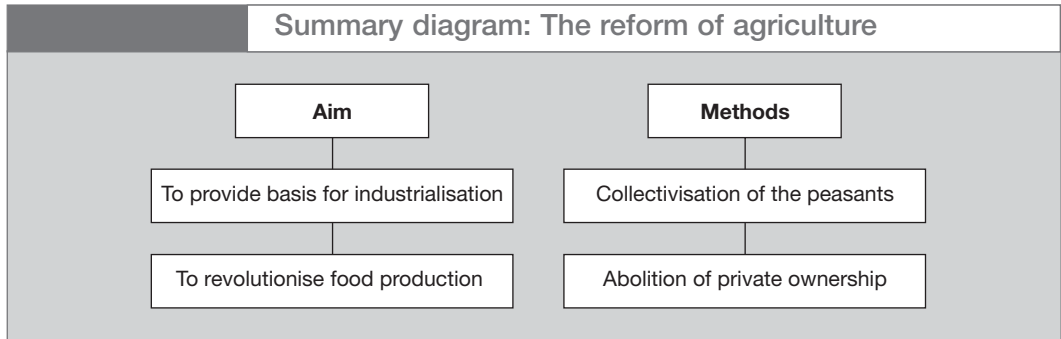 Summary diagram: The reform of agriculture
Aim
To provide basis for industrialisation
To revolutionise food production
Methods
Collectivisation of the peasants
Abolition of private ownership